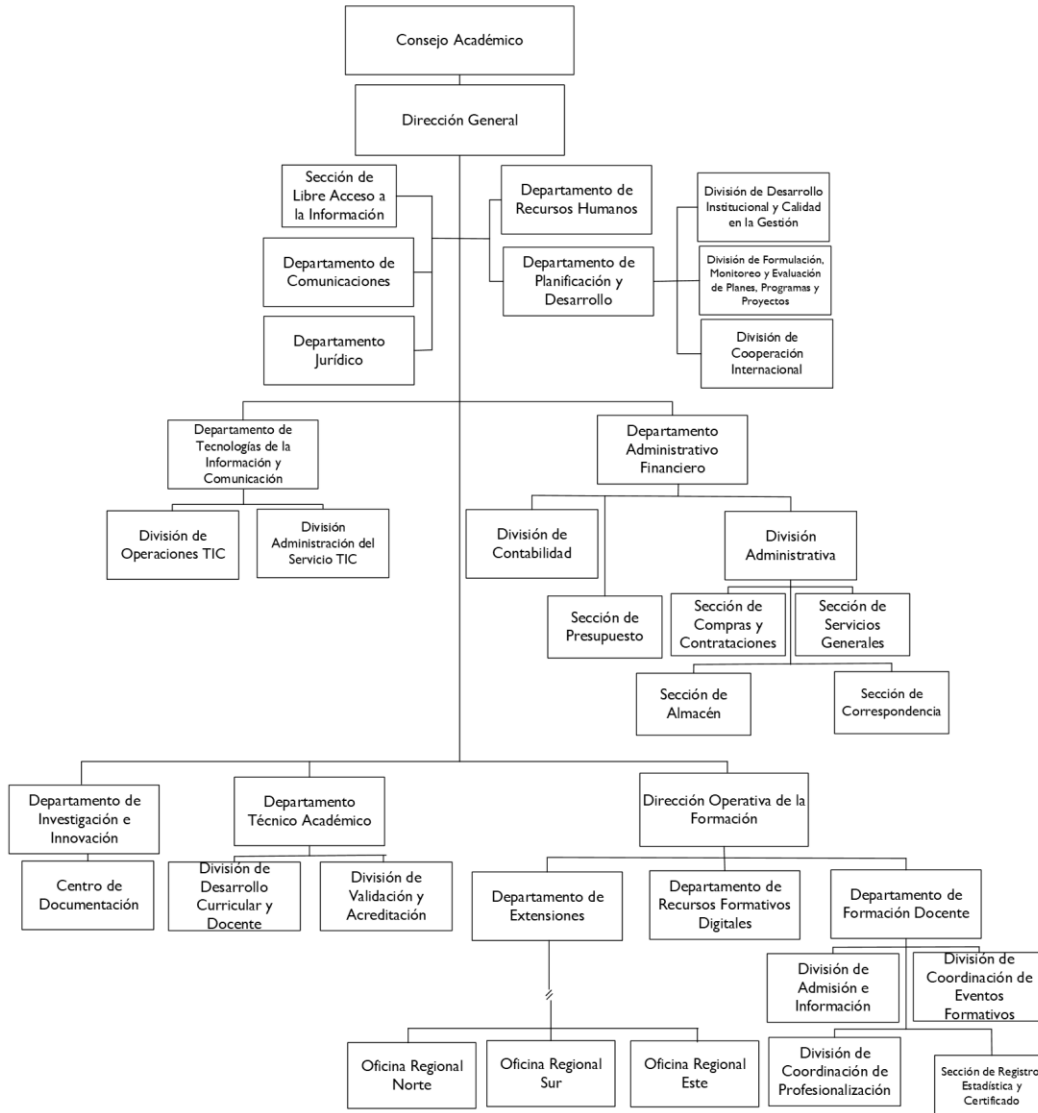 Consejo Académico
Dirección General
Sección de
Libre Acceso a
la Información
Departamento de
Recursos Humanos
División de Desarrollo
Institucional y Calidad
en la Gestión
Departamento de
Comunicaciones
Departamento de
Planificación y
Desarrollo
División de Formulación,
Monitoreo y Evaluación
de Planes, Programas y
Proyectos
Departamento
Jurídico
División de
Cooperación
Internacional
Departamento de
Tecnologías de la
Información y
Comunicación
Departamento
Administrativo
Financiero
División de
Operaciones TIC
División
Administración del
Servicio TIC
División de
Contabilidad
División
Administrativa
Sección de
Presupuesto
Sección de
Compras y
Contrataciones
Sección de
Servicios
Generales
Sección de
Almacén
Sección de
Correspondencia
Departamento de
Investigación e
Innovación
Departamento
Técnico Académico
Dirección Operativa de la
Formación
Centro de
Documentación
División de
Desarrollo
Curricular y
Docente
División de
Validación y
Acreditación
Departamento de
Extensiones
Departamento de
Recursos Formativos
Digitales
Departamento de
Formación Docente
División de
Admisión e
Información
División de
Coordinación de
Eventos
Formativos
Oficina Regional
Norte
Oficina Regional
Sur
Oficina Regional
Este
División de
Coordinación de
Profesionalización
Sección de Registro,
Estadística y
Certificado